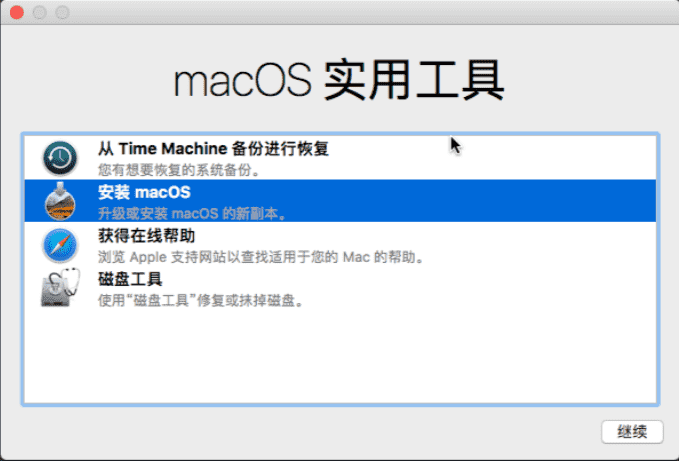 macOS 实用工具
从 Time Machine 备份进行恢复
您有想要恢复的系统备份。
安装 macOS
升级或安装 macOS 的新副本。
获得在线帮助
浏览 Apple 支持网站以查找适用于您的 Mac 的帮助。
磁盘工具
使用“磁盘工具”修复或抹掉磁盘。
继续